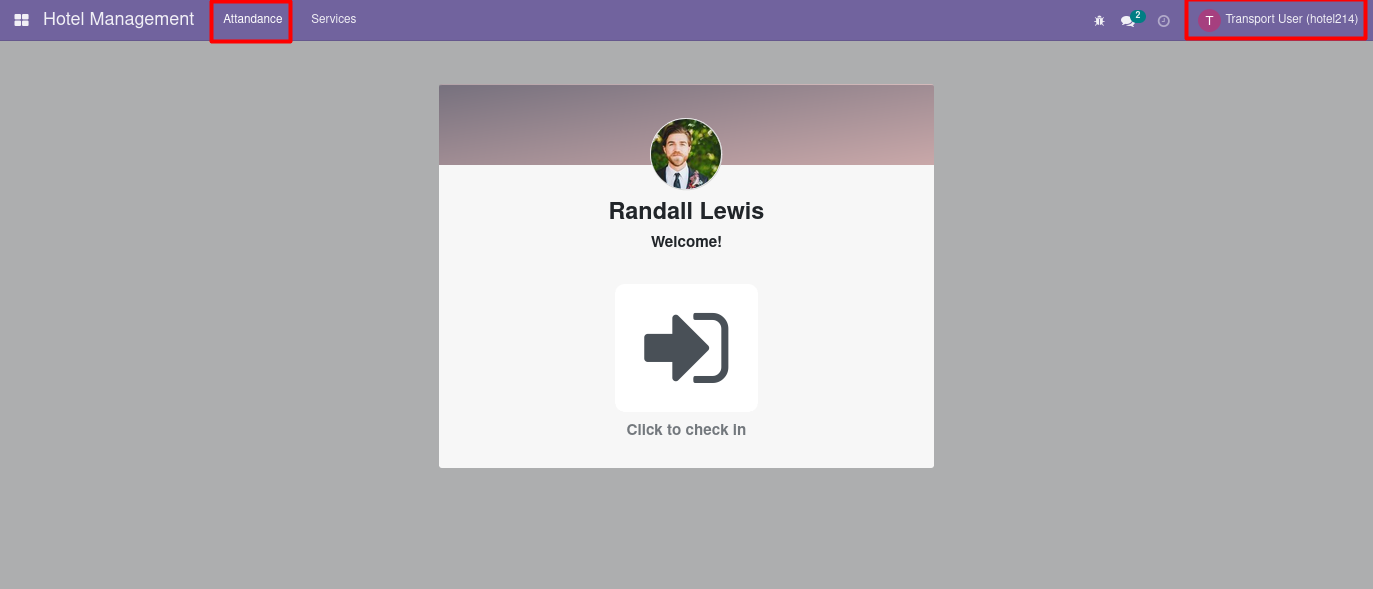 Hotel Management Attandance Services 2 T Transport User (hotel214)
Randall Lewis
Welcome!
Click to check in